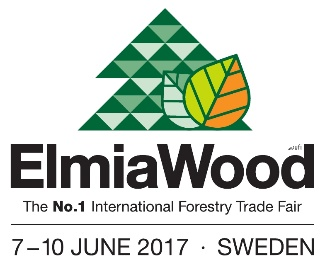 ElmiaWood
The No.1 International Forestry Trade Fair
7–10 JUNE 2017 · SWEDEN